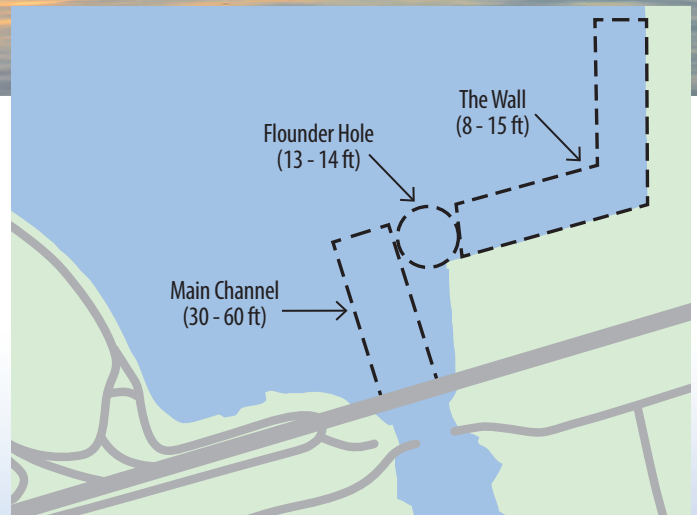 The Wall
(8 - 15 ft)
Flounder Hole
(13 - 14 ft)
Main Channel
(30 - 60 ft)